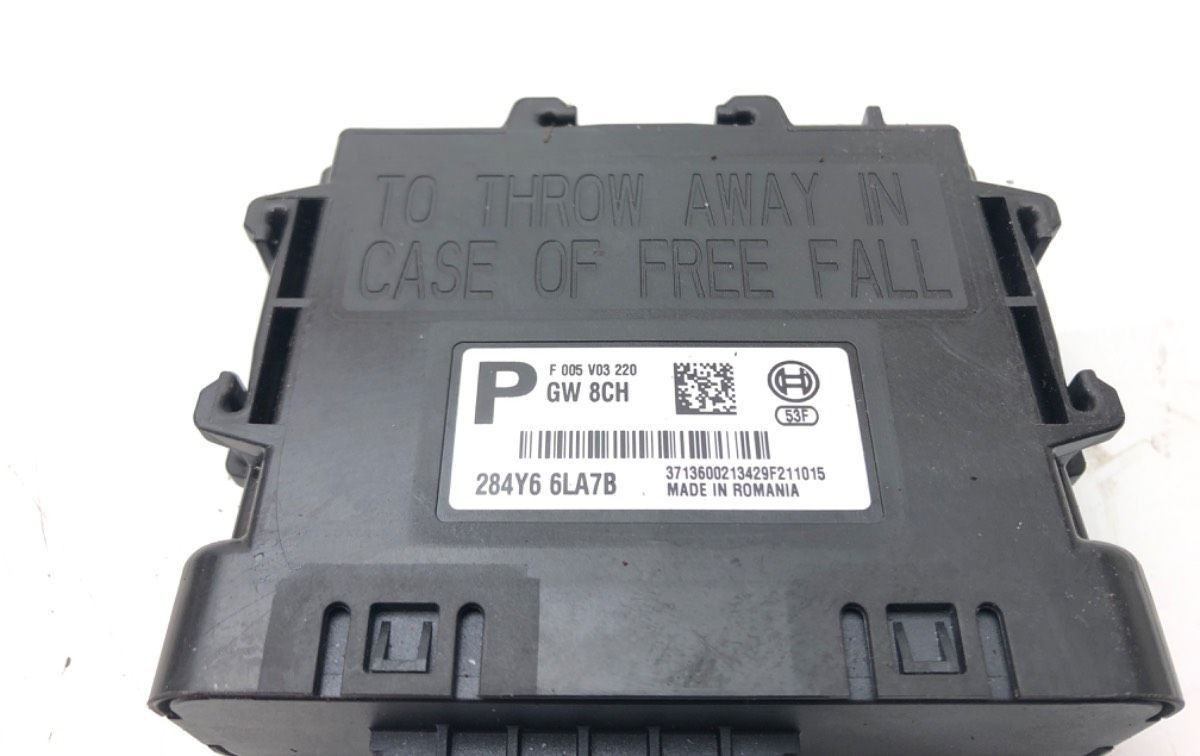 TO THROW AWAY IN
CASE OF FREE FALL
P
F 005 V03 220
GW 8CH
53F
284Y6 6LA7B
3713600213429F211015
MADE IN ROMANIA